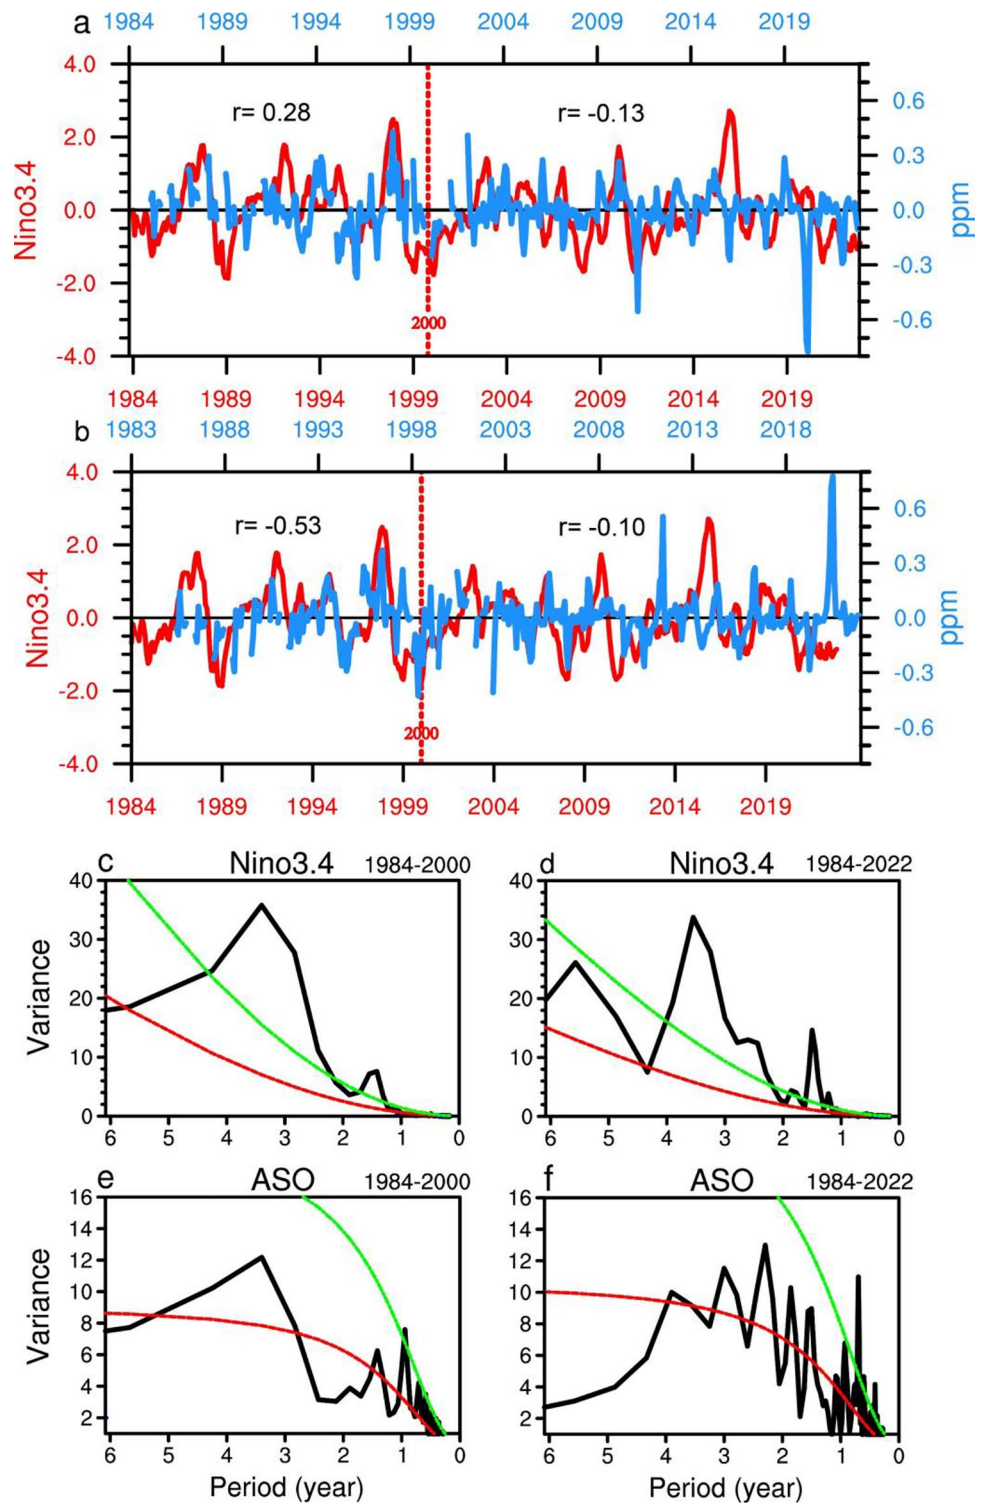 a 1984 1989 1994 1999 2004 2009 2014 2019
4.0
2.0
0.0
-2.0
-4.0
Nino3.4
r= 0.28 r= -0.13
2000
0.6
0.3
0.0
-0.3
-0.6
ppm
1984 1989 1994 1999 2004 2009 2014 2019
b 1983 1988 1993 1998 2003 2008 2013 2018
4.0
2.0
0.0
-2.0
-4.0
Nino3.4
r= -0.53 r= -0.10
2000
0.6
0.3
0.0
-0.3
-0.6
ppm
1984 1989 1994 1999 2004 2009 2014 2019
c Nino3.4 1984-2000
40
30
20
10
0
Variance
6 5 4 3 2 1 0
d Nino3.4 1984-2022
40
30
20
10
0
6 5 4 3 2 1 0
e ASO 1984-2000
16
14
12
10
8
6
4
2
Variance
6 5 4 3 2 1 0
Period (year)
f ASO 1984-2022
16
14
12
10
8
6
4
2
6 5 4 3 2 1 0
Period (year)